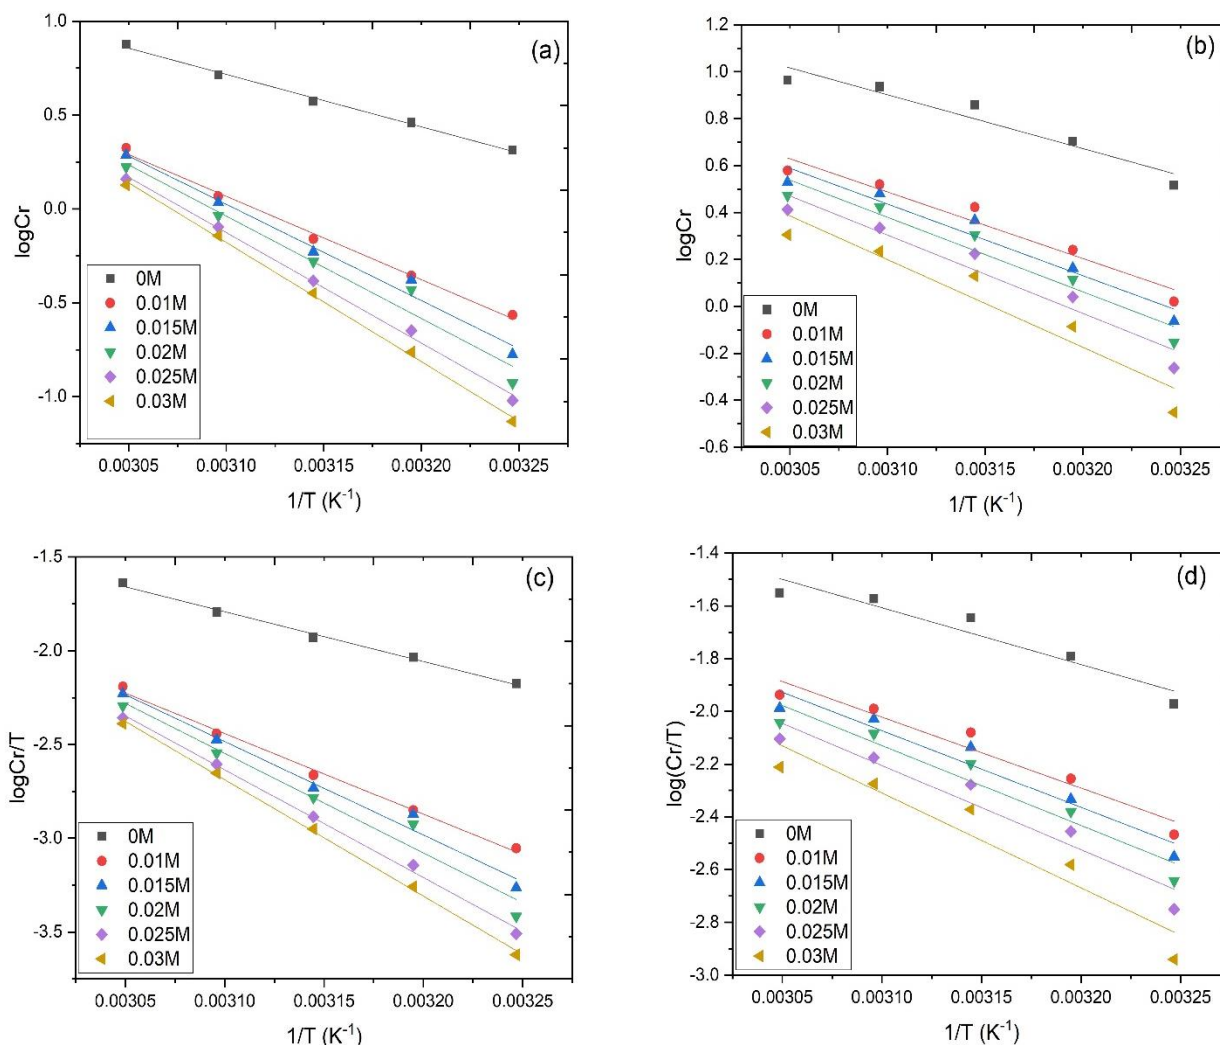 (a)
1.0
0.5
0.0
-0.5
-1.0
logCr
0M
0.01M
0.015M
0.02M
0.025M
0.03M
0.00305 0.00310 0.00315 0.00320 0.00325
1/T (K⁻¹)
(b)
1.2
1.0
0.8
0.6
0.4
0.2
0.0
-0.2
-0.4
-0.6
logCr
0M
0.01M
0.015M
0.02M
0.025M
0.03M
0.00305 0.00310 0.00315 0.00320 0.00325
1/T (K⁻¹)
(c)
-1.5
-2.0
-2.5
-3.0
-3.5
logCr/T
0M
0.01M
0.015M
0.02M
0.025M
0.03M
0.00305 0.00310 0.00315 0.00320 0.00325
1/T (K⁻¹)
(d)
-1.4
-1.6
-1.8
-2.0
-2.2
-2.4
-2.6
-2.8
-3.0
log(Cr/T)
0M
0.01M
0.015M
0.02M
0.025M
0.03M
0.00305 0.00310 0.00315 0.00320 0.00325
1/T (K⁻¹)